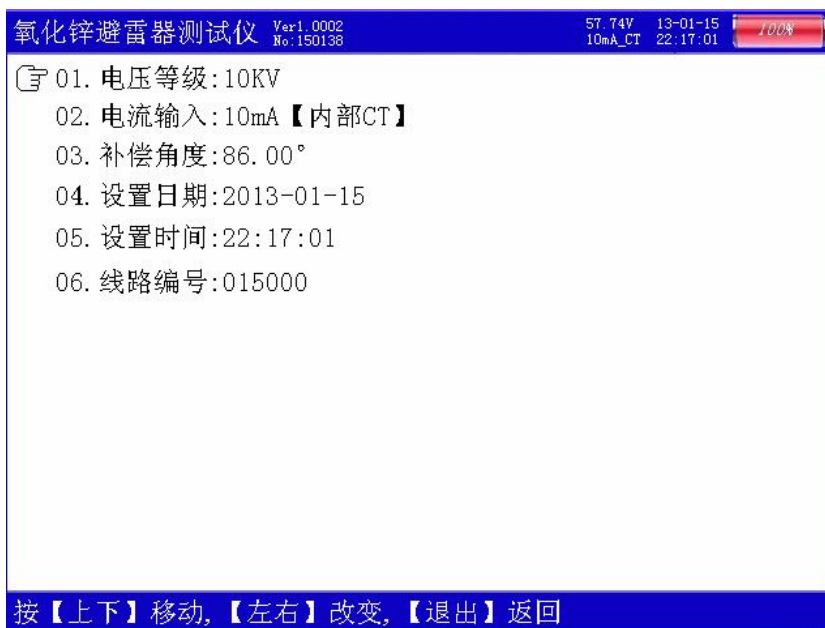 氧化锌避雷器测试仪 Ver1.0002 No:150138 57.74V 10mA_CT 13-01-15 22:17:01 100%
01. 电压等级:10KV
02. 电流输入:10mA【内部CT】
03. 补偿角度:86.00°
04. 设置日期:2013-01-15
05. 设置时间:22:17:01
06. 线路编号:015000
按【上下】移动,【左右】改变,【退出】返回